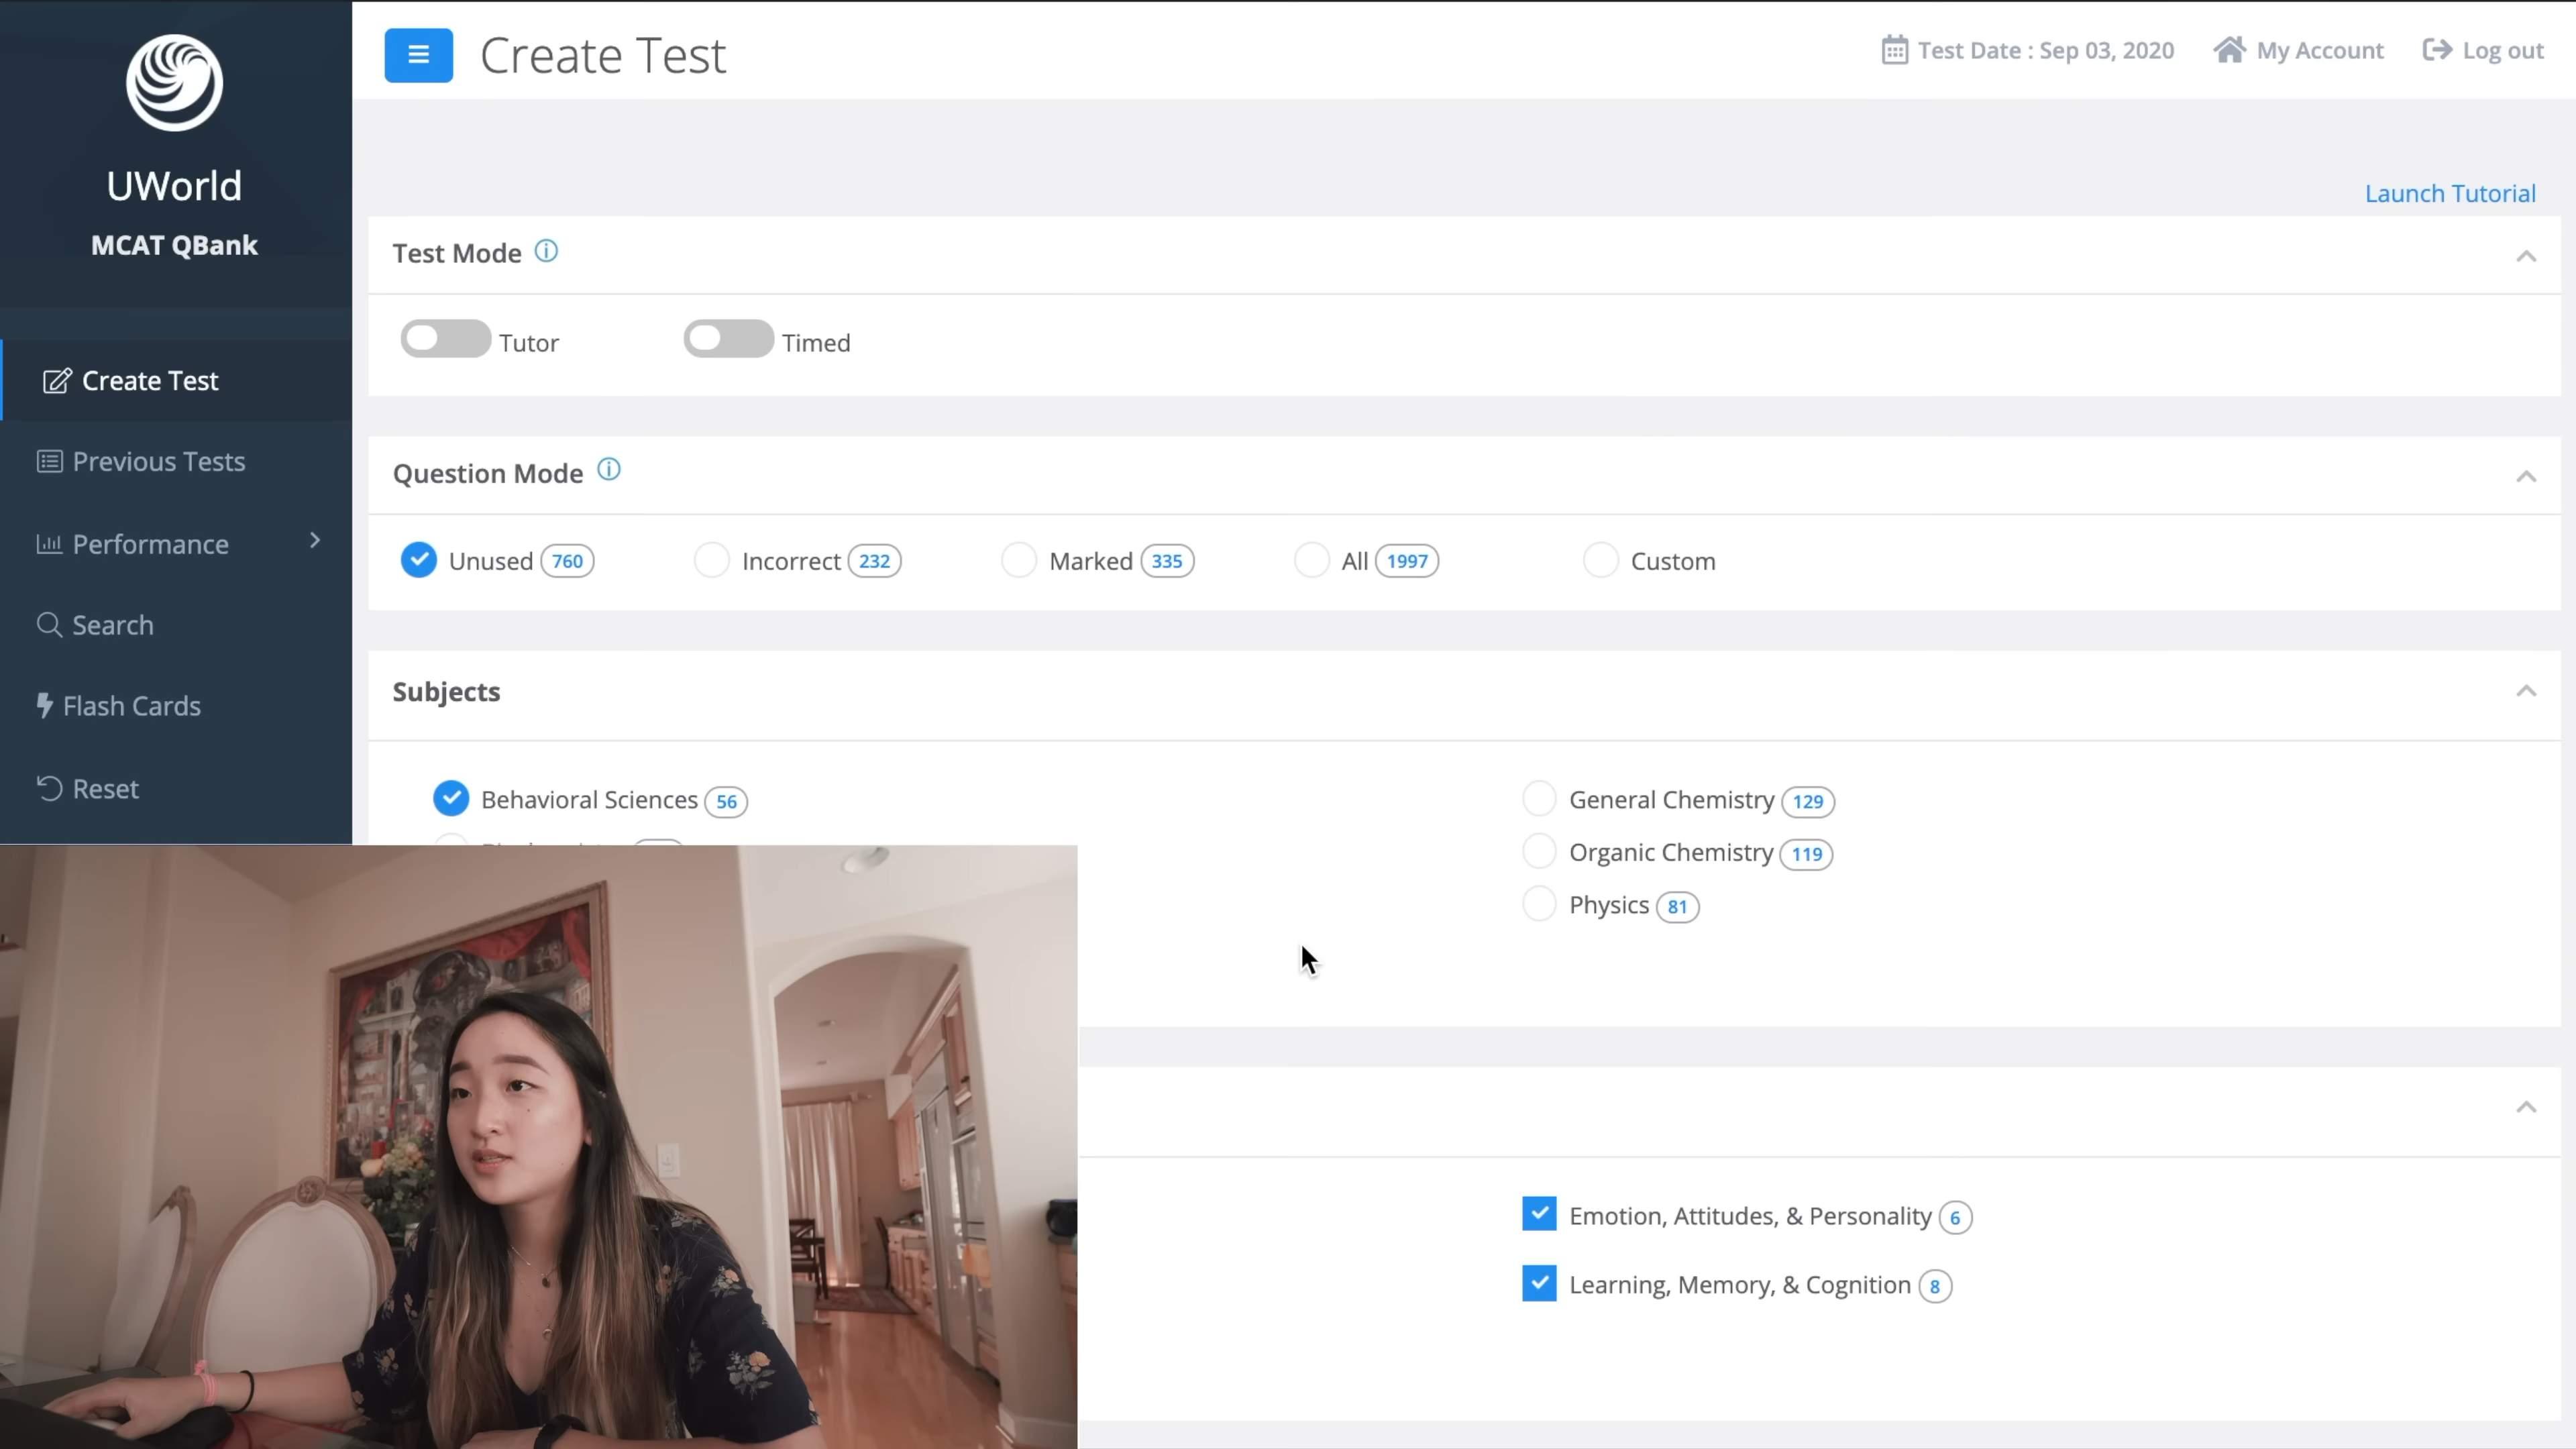 Create Test
Test Date : Sep 03, 2020
My Account
Log out
UWorld
MCAT QBank
Create Test
Previous Tests
Performance
Search
Flash Cards
Reset
Launch Tutorial
Test Mode
Tutor
Timed
Question Mode
Unused 760
Incorrect 232
Marked 335
All 1997
Custom
Subjects
Behavioral Sciences 56
General Chemistry 129
Organic Chemistry 119
Physics 81
Emotion, Attitudes, & Personality 6
Learning, Memory, & Cognition 8